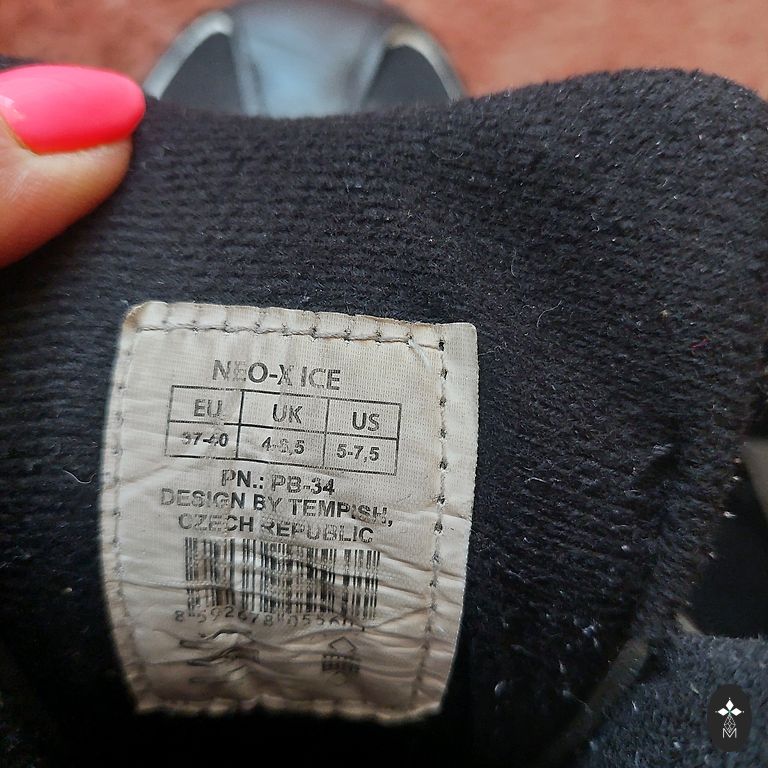 NEO-X ICE
EU UK US
37-40 4-6,5 5-7,5
PN.: PB-34
DESIGN BY TEMPISH,
CZECH REPUBLIC
M